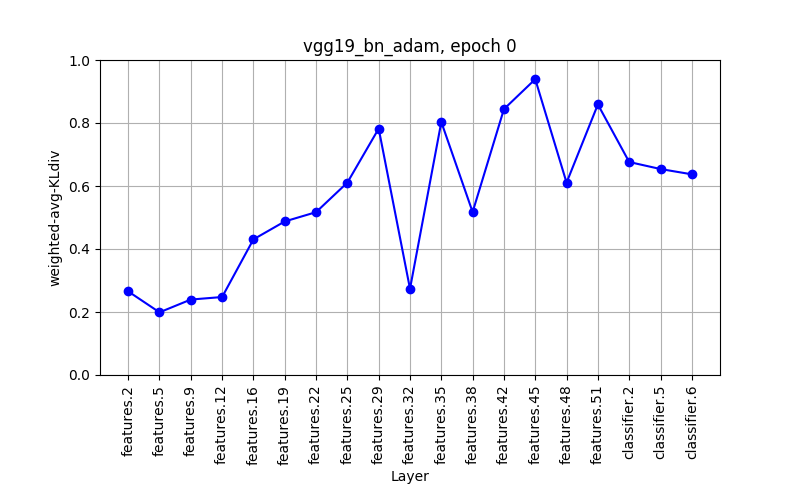 vgg19_bn_adam, epoch 0
weighted-avg-KLdiv
1.0
0.8
0.6
0.4
0.2
0.0
features.2
features.5
features.9
features.12
features.16
features.19
features.22
features.25
features.29
features.32
features.35
features.38
features.42
features.45
features.48
features.51
classifier.2
classifier.5
classifier.6
Layer